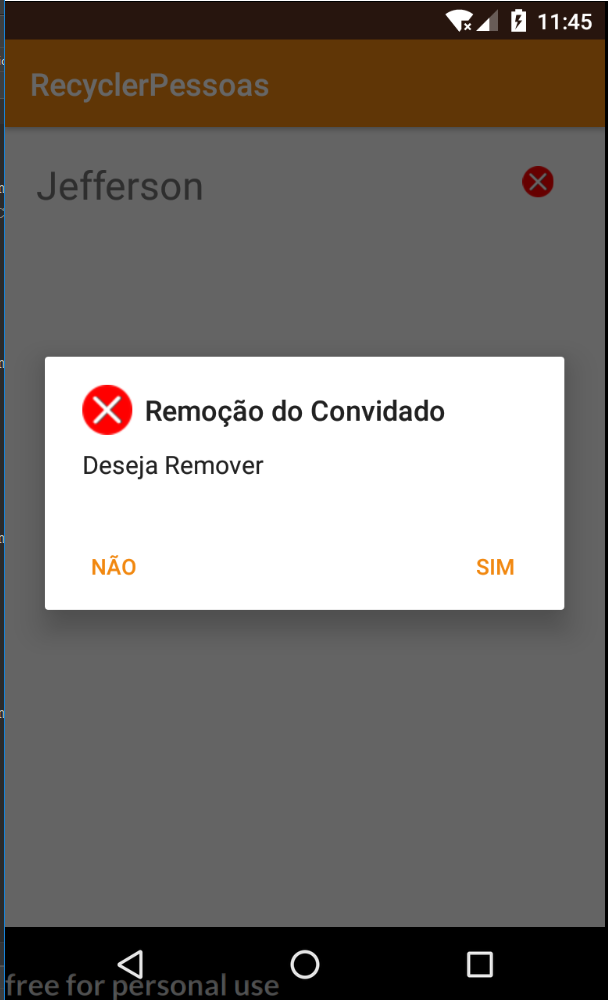 11:45
RecyclerPessoas
Jefferson
Remoção do Convidado
Deseja Remover
NÃO SIM
free for personal use